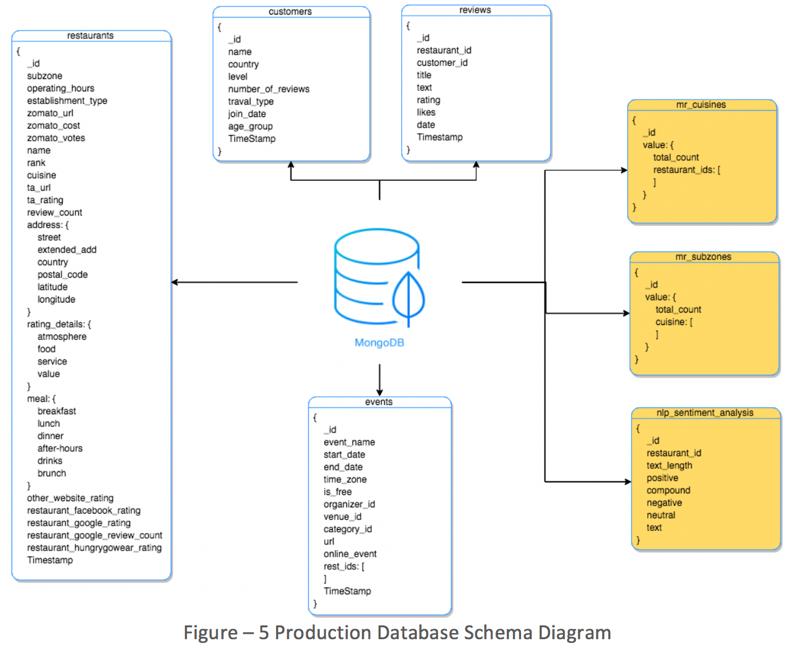 restaurants
{
_id
subzone
operating_hours
establishment_type
zomato_url
zomato_cost
zomato_votes
name
rank
cuisine
ta_url
ta_rating
review_count
address: {
street
extended_add
country
postal_code
latitude
longitude
}
rating_details: {
atmosphere
food
service
value
}
meal: {
breakfast
lunch
dinner
after-hours
drinks
brunch
}
other_website_rating
restaurant_facebook_rating
restaurant_google_rating
restaurant_google_review_count
restaurant_hungrygowear_rating
Timestamp
customers
{
_id
name
country
level
number_of_reviews
traval_type
join_date
age_group
TimeStamp
}
reviews
{
_id
restaurant_id
customer_id
title
text
rating
likes
date
Timestamp
}
MongoDB
events
{
_id
event_name
start_date
end_date
time_zone
is_free
organizer_id
venue_id
category_id
url
online_event
rest_ids: [
]
TimeStamp
}
mr_cuisines
{
_id
value: {
total_count
restaurant_ids: [
]
}
}
mr_subzones
{
_id
value: {
total_count
cuisine: [
]
}
}
nlp_sentiment_analysis
{
_id
restaurant_id
text_length
positive
compound
negative
neutral
text
}
Figure – 5 Production Database Schema Diagram